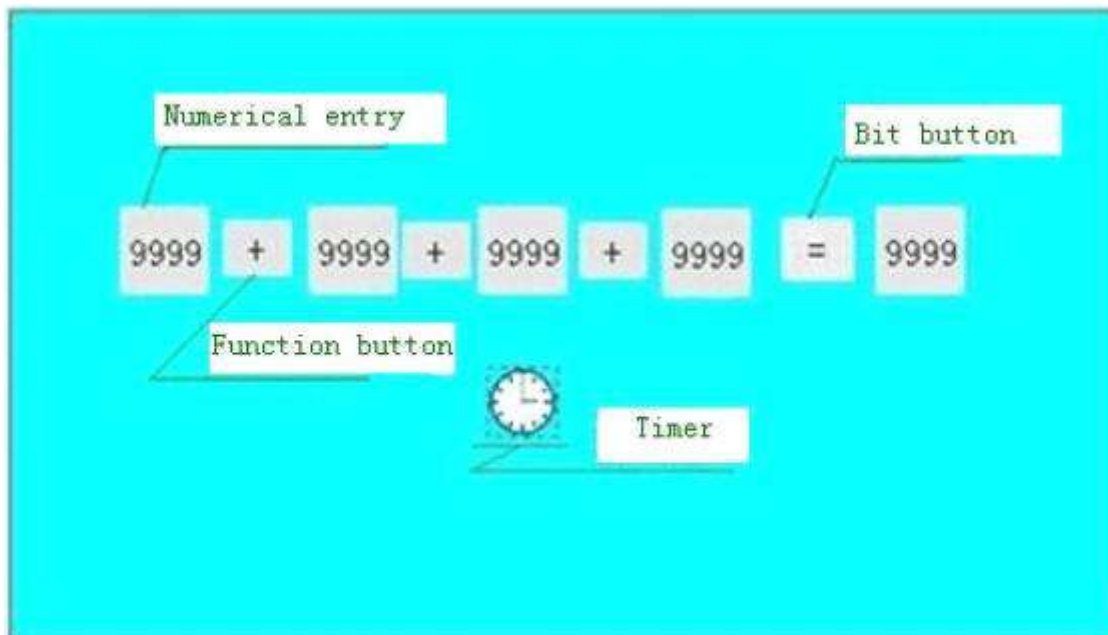 Numerical entry
Bit button
9999 + 9999 + 9999 + 9999 = 9999
Function button
Timer